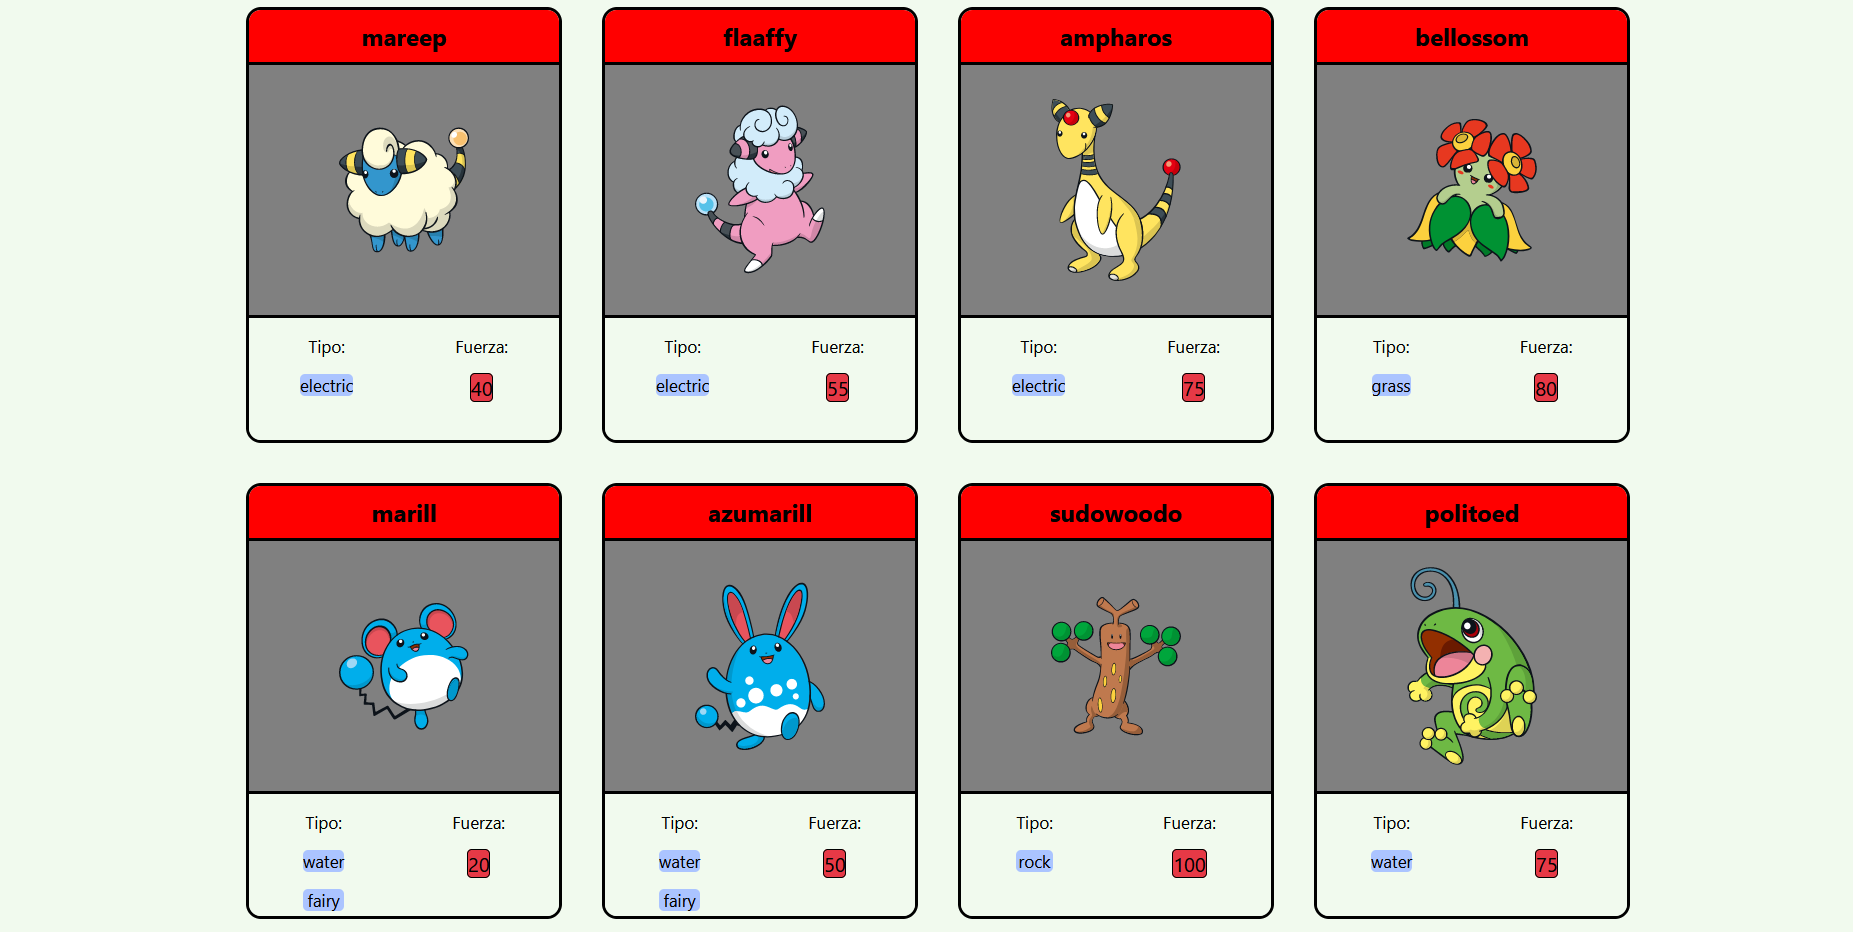 mareep
Tipo: Fuerza:
electric 40
flaaffy
Tipo: Fuerza:
electric 55
ampharos
Tipo: Fuerza:
electric 75
bellossom
Tipo: Fuerza:
grass 80
marill
Tipo: Fuerza:
water 20
fairy
azumarill
Tipo: Fuerza:
water 50
fairy
sudowoodo
Tipo: Fuerza:
rock 100
politoed
Tipo: Fuerza:
water 75